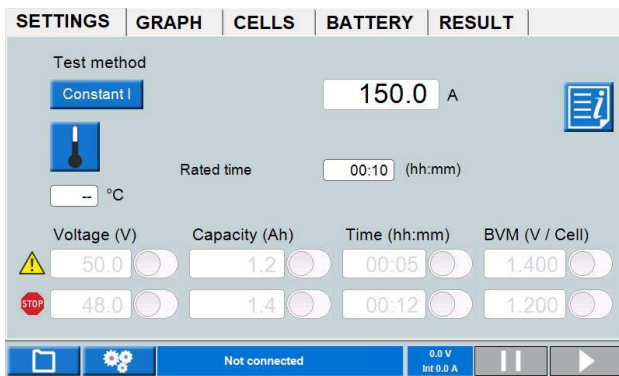 SETTINGS GRAPH CELLS BATTERY RESULT
Test method
Constant I 150.0 A
Rated time 00:10 (hh:mm)
-- °C
Voltage (V) Capacity (Ah) Time (hh:mm) BVM (V / Cell)
50.0 1.2 00:05 1.400
STOP 48.0 1.4 00:12 1.200
Not connected 0.0 V
Int 0.0 A